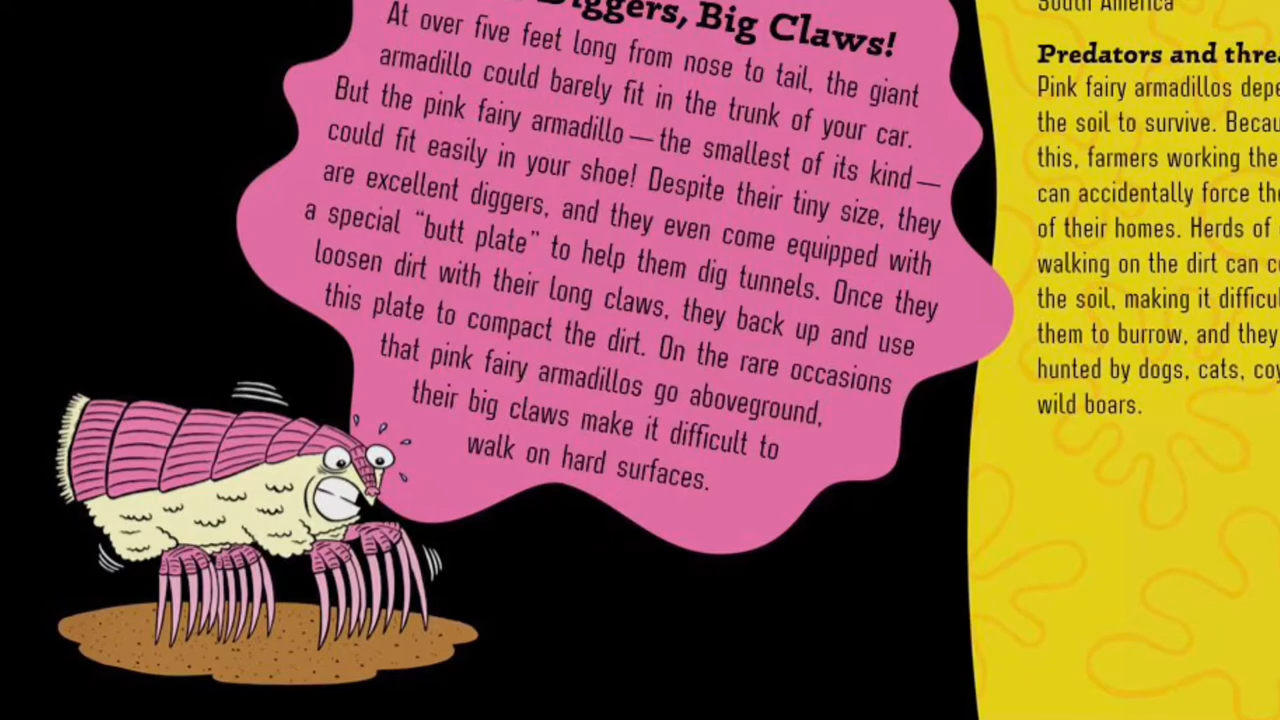 Diggers, Big Claws!
At over five feet long from nose to tail, the giant
armadillo could barely fit in the trunk of your car.
But the pink fairy armadillo — the smallest of its kind —
could fit easily in your shoe! Despite their tiny size, they
are excellent diggers, and they even come equipped with
a special “butt plate” to help them dig tunnels. Once they
loosen dirt with their long claws, they back up and use
this plate to compact the dirt. On the rare occasions
that pink fairy armadillos go aboveground,
their big claws make it difficult to
walk on hard surfaces.
South America
Predators and
Pink fairy armadillos
the soil to survive.
this, farmers working the
can accidentally force
of their homes. Herds of
walking on the dirt can
the soil, making it
them to burrow, and they
hunted by dogs, cats,
wild boars.